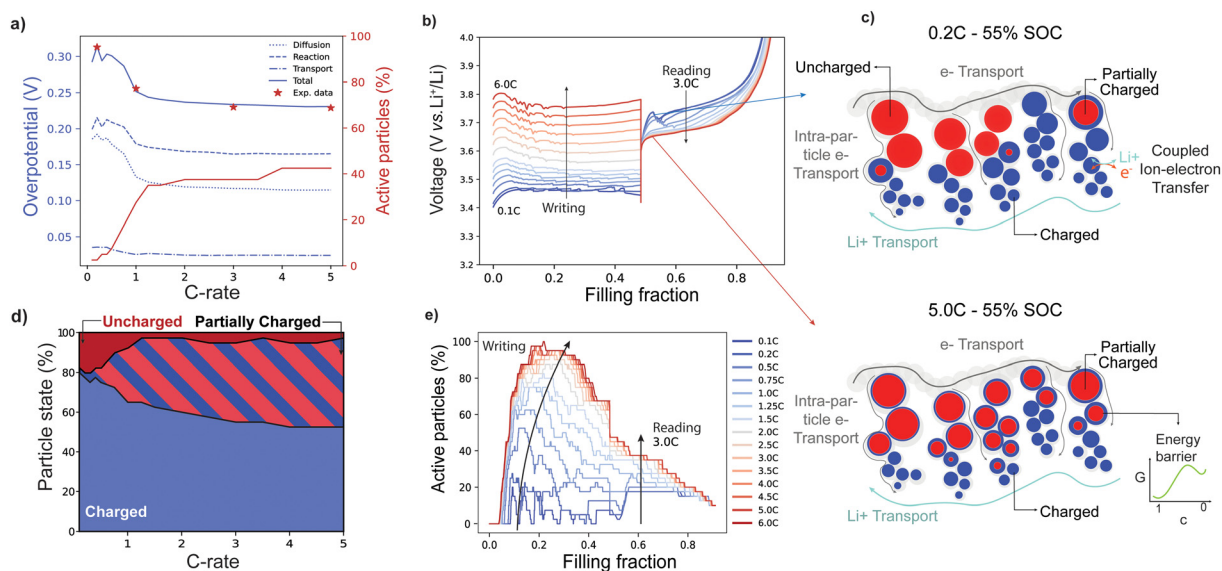 a)
Overpotential (V)
0.30
0.25
0.20
0.15
0.10
0.05
Diffusion
Reaction
Transport
Total
Exp. data
100
80
60
40
20
0
Active particles (%)
0 1 2 3 4 5
C-rate
b)
Voltage (V vs.Li+/Li)
4.0
3.9
3.8
3.7
3.6
3.5
3.4
3.3
3.2
6.0C
0.1C
Writing
Reading
3.0C
0.0 0.2 0.4 0.6 0.8 1.0
Filling fraction
c)
0.2C - 55% SOC
Uncharged
e- Transport
Partially
Charged
Intra-par-
ticle e-
Transport
Li+
e-
Coupled
Ion-electron
Transfer
Li+ Transport
Charged
5.0C - 55% SOC
e- Transport
Partially
Charged
Intra-par-
ticle e-
Transport
Energy
barrier
G
1 0
c
Li+ Transport
Charged
d)
Uncharged Partially Charged
Particle state (%)
100
80
60
40
20
0
Charged
1 2 3 4 5
C-rate
e)
Active particles (%)
100
80
60
40
20
0
Writing
Reading
3.0C
0.0 0.2 0.4 0.6 0.8
Filling fraction
0.1C
0.2C
0.5C
0.75C
1.0C
1.25C
1.5C
2.0C
2.5C
3.0C
3.5C
4.0C
4.5C
5.0C
6.0C